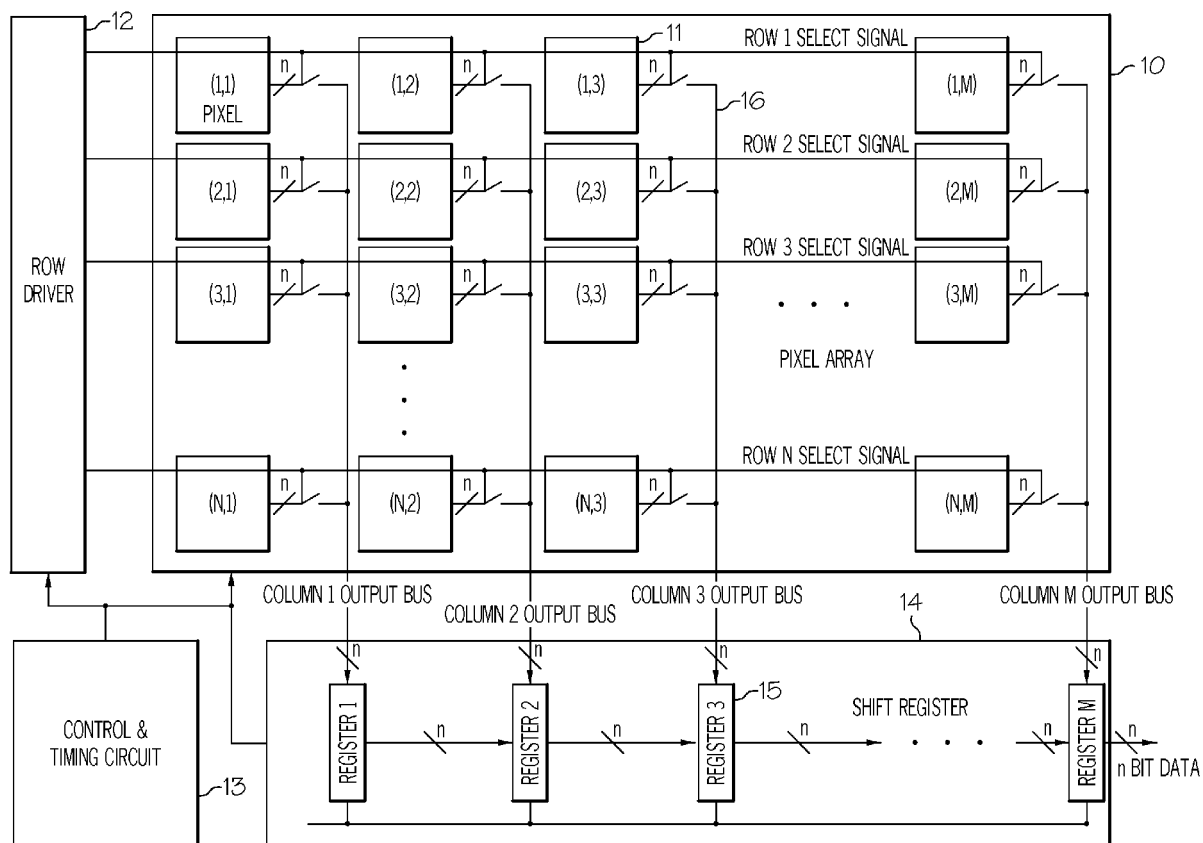 12
11
10
n
n
n
ROW 1 SELECT SIGNAL
n
(1,1)
PIXEL
(1,2)
(1,3)
(1,M)
16
n
n
n
ROW 2 SELECT SIGNAL
n
(2,1)
(2,2)
(2,3)
(2,M)
n
n
n
ROW 3 SELECT SIGNAL
n
ROW
DRIVER
(3,1)
(3,2)
(3,3)
(3,M)
PIXEL ARRAY
n
n
n
ROW N SELECT SIGNAL
n
(N,1)
(N,2)
(N,3)
(N,M)
COLUMN 1 OUTPUT BUS
COLUMN 2 OUTPUT BUS
COLUMN 3 OUTPUT BUS
COLUMN M OUTPUT BUS
14
n
n
n
n
CONTROL &
TIMING CIRCUIT
13
REGISTER 1
n
REGISTER 2
n
REGISTER 3
15
n
SHIFT REGISTER
n
REGISTER M
n
n BIT DATA